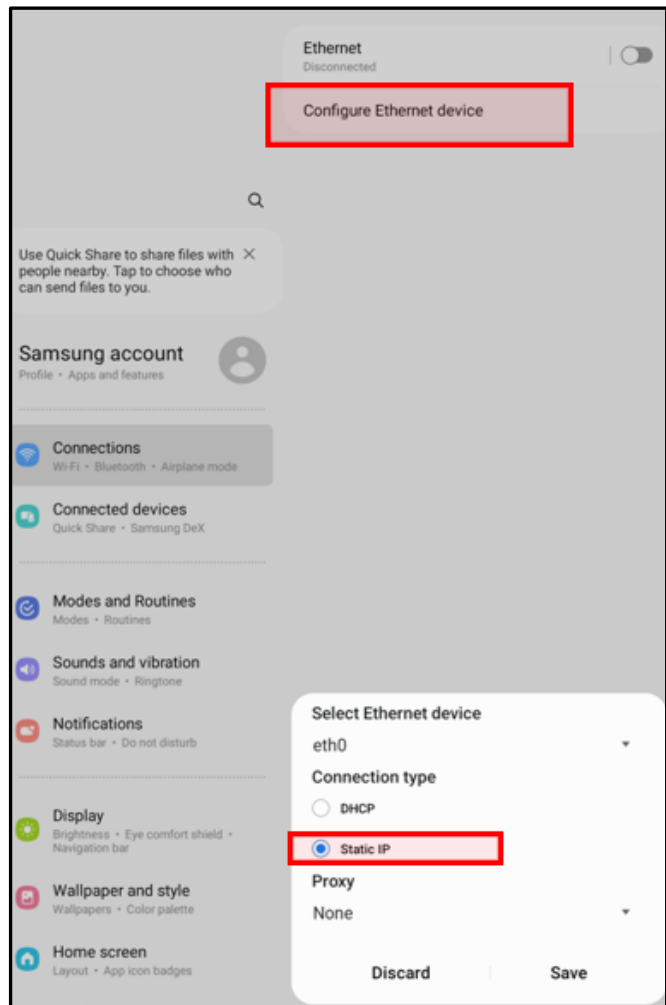 Ethernet
Disconnected
Configure Ethernet device
Use Quick Share to share files with
people nearby. Tap to choose who
can send files to you.
Samsung account
Profile • Apps and features
Connections
Wi-Fi • Bluetooth • Airplane mode
Connected devices
Quick Share • Samsung DeX
Modes and Routines
Modes • Routines
Sounds and vibration
Sound mode • Ringtone
Notifications
Status bar • Do not disturb
Display
Brightness • Eye comfort shield •
Navigation bar
Wallpaper and style
Wallpapers • Color palette
Home screen
Layout • App icon badges
Select Ethernet device
eth0
Connection type
DHCP
Static IP
Proxy
None
Discard
Save